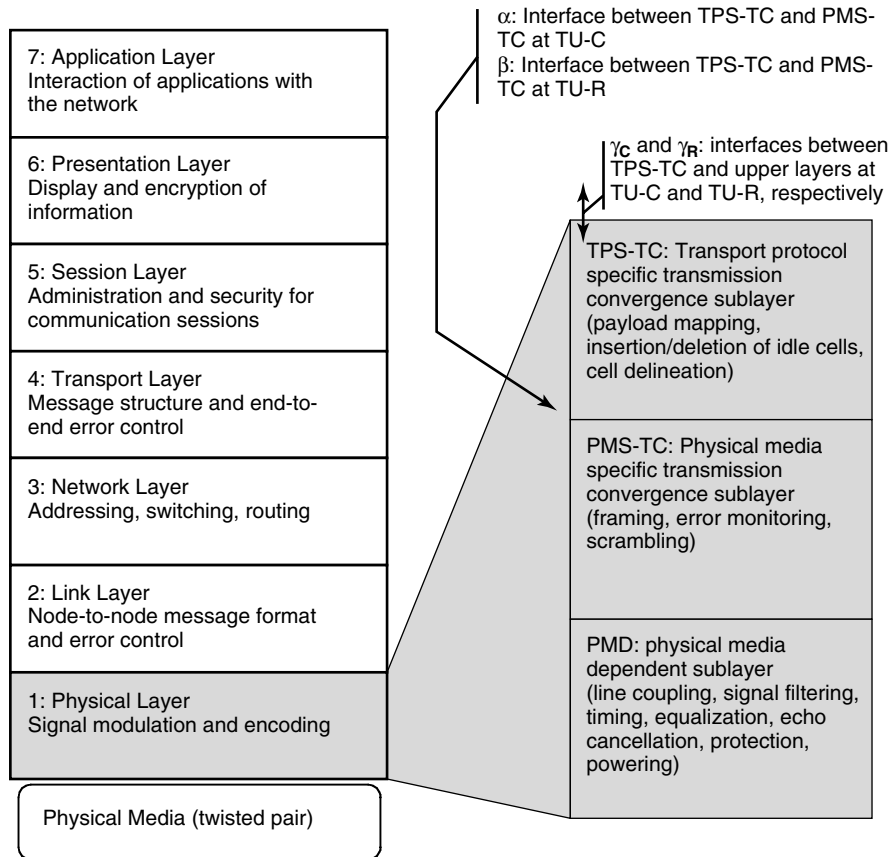 7: Application Layer
Interaction of applications with
the network
6: Presentation Layer
Display and encryption of
information
5: Session Layer
Administration and security for
communication sessions
4: Transport Layer
Message structure and end-to-
end error control
3: Network Layer
Addressing, switching, routing
2: Link Layer
Node-to-node message format
and error control
1: Physical Layer
Signal modulation and encoding
Physical Media (twisted pair)
α: Interface between TPS-TC and PMS-
TC at TU-C
β: Interface between TPS-TC and PMS-
TC at TU-R
γC and γR: interfaces between
TPS-TC and upper layers at
TU-C and TU-R, respectively
TPS-TC: Transport protocol
specific transmission
convergence sublayer
(payload mapping,
insertion/deletion of idle cells,
cell delineation)
PMS-TC: Physical media
specific transmission
convergence sublayer
(framing, error monitoring,
scrambling)
PMD: physical media
dependent sublayer
(line coupling, signal filtering,
timing, equalization, echo
cancellation, protection,
powering)